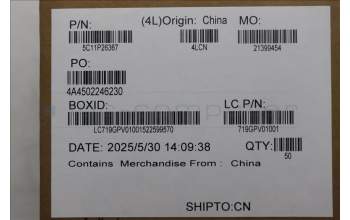 P/N: (4L)Origin: China MO:
5C11P26367 4LCN 21399454
PO:
4A4502246230
BOXID: LC P/N:
LC719GPV01001522599570 719GPV01001
DATE: 2025/5/30 14:09:38 QTY:
50
Contains Merchandise From : China
SHIPTO:CN